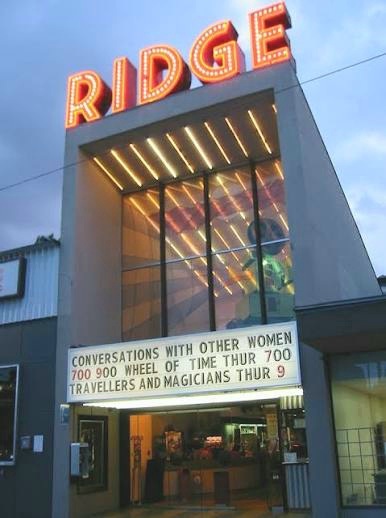 RIDGE
CONVERSATIONS WITH OTHER WOMEN
700 900 WHEEL OF TIME THUR 700
TRAVELLERS AND MAGICIANS THUR 9